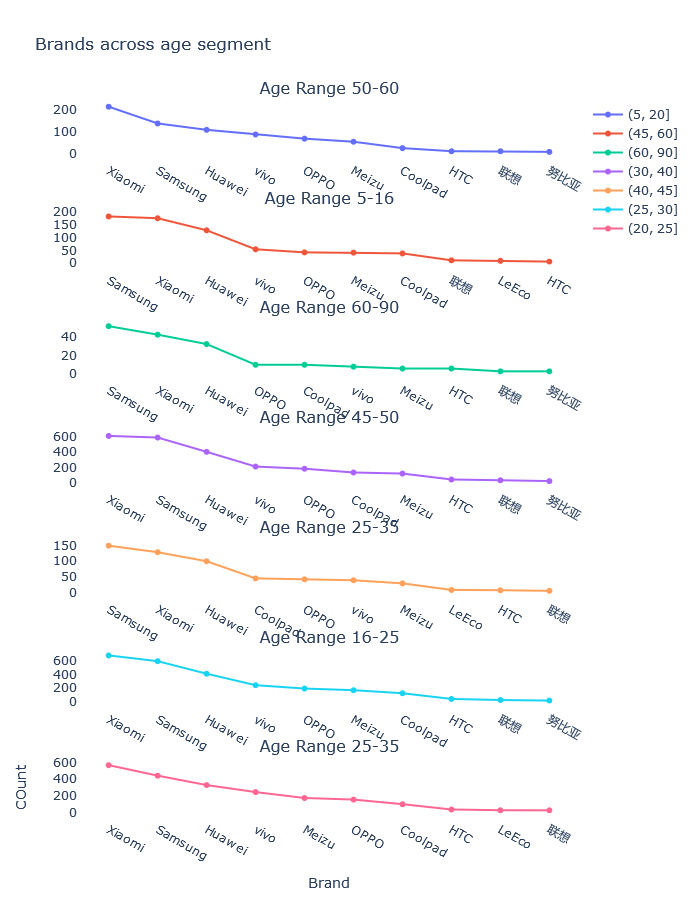 Brands across age segment
Age Range 50-60
200
100
0
Xiaomi Samsung Huawei vivo OPPO Meizu Coolpad HTC 联想 努比亚
(5, 20]
(45, 60]
(60, 90]
(30, 40]
(40, 45]
(25, 30]
(20, 25]
Age Range 5-16
200
150
100
50
0
Samsung Xiaomi Huawei vivo OPPO Meizu Coolpad 联想 LeEco HTC
Age Range 60-90
40
20
0
Samsung Xiaomi Huawei OPPO Coolpad vivo Meizu HTC 联想 努比亚
Age Range 45-50
600
400
200
0
Xiaomi Samsung Huawei vivo OPPO Coolpad Meizu HTC 联想 努比亚
Age Range 25-35
150
100
50
0
Samsung Xiaomi Huawei Coolpad OPPO vivo Meizu LeEco HTC 联想
Age Range 16-25
600
400
200
0
Xiaomi Samsung Huawei vivo OPPO Meizu Coolpad HTC 联想 努比亚
Age Range 25-35
600
400
200
0
Xiaomi Samsung Huawei vivo Meizu OPPO Coolpad HTC LeEco 联想
COunt
Brand